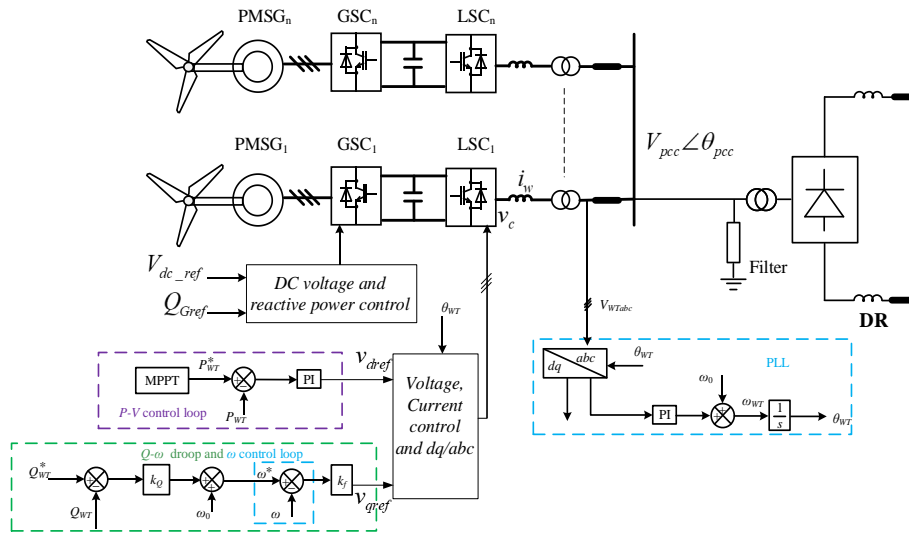 PMSGn GSCn LSCn
PMSG1 GSC1 LSC1
Vpcc∠θpcc
iw
vc
Filter
DR
Vdc_ref
QGref
DC voltage and
reactive power control
θWT
VWTabc
MPPT
P*WT
+
−
PI
PWT
P-V control loop
vdref
Voltage,
Current
control
and dq/abc
PLL
abc
dq
θWT
PI
ω0
+
+
ωWT
1
s
θWT
Q-ω droop and ω control loop
Q*WT
+
−
QWT
kQ
+
+
ω0
ω*
+
−
ω
kf
vqref